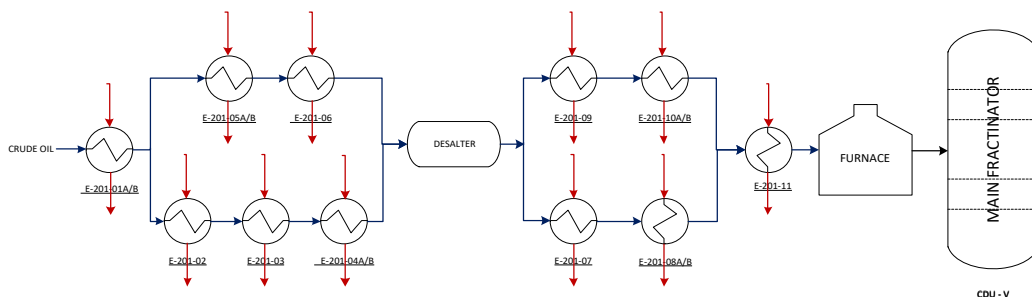 E-201-05A/B
E-201-06
E-201-09
E-201-10A/B
CRUDE OIL
DESALTER
FURNACE
MAIN FRACTINATOR
E-201-01A/B
E-201-11
E-201-02
E-201-03
E-201-04A/B
E-201-07
E-201-08A/B
CDU - V